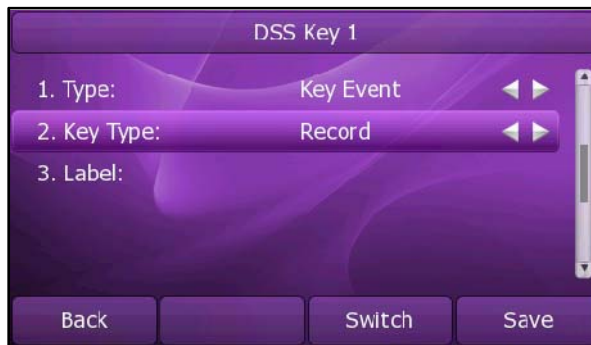 DSS Key 1
1. Type: Key Event
2. Key Type: Record
3. Label:
Back Switch Save